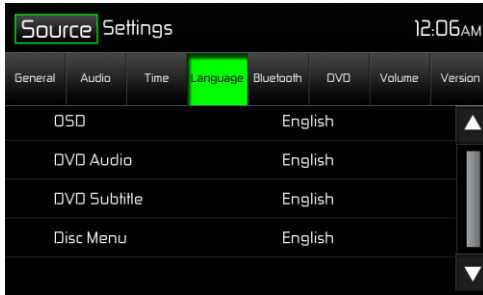 Source Settings 12:06AM
General Audio Time Language Bluetooth DVD Volume Version
OSD English
DVD Audio English
DVD Subtitle English
Disc Menu English